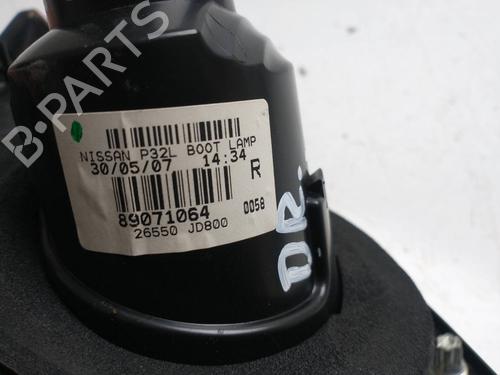 B-PARTS
NISSAN P32L BOOT LAMP
30/05/07 14:34
R
89071064 0058
26550 JD800
DR.